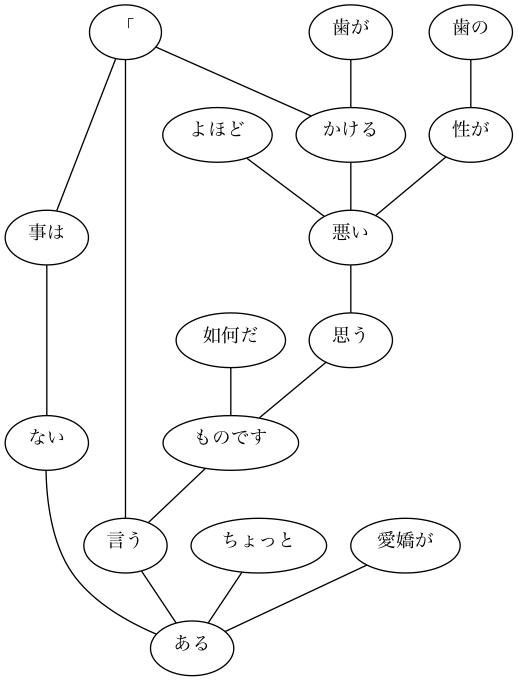 「
歯が
歯の
よほど
かける
性が
事は
悪い
如何だ
思う
ない
ものです
言う
ちょっと
愛嬌が
ある